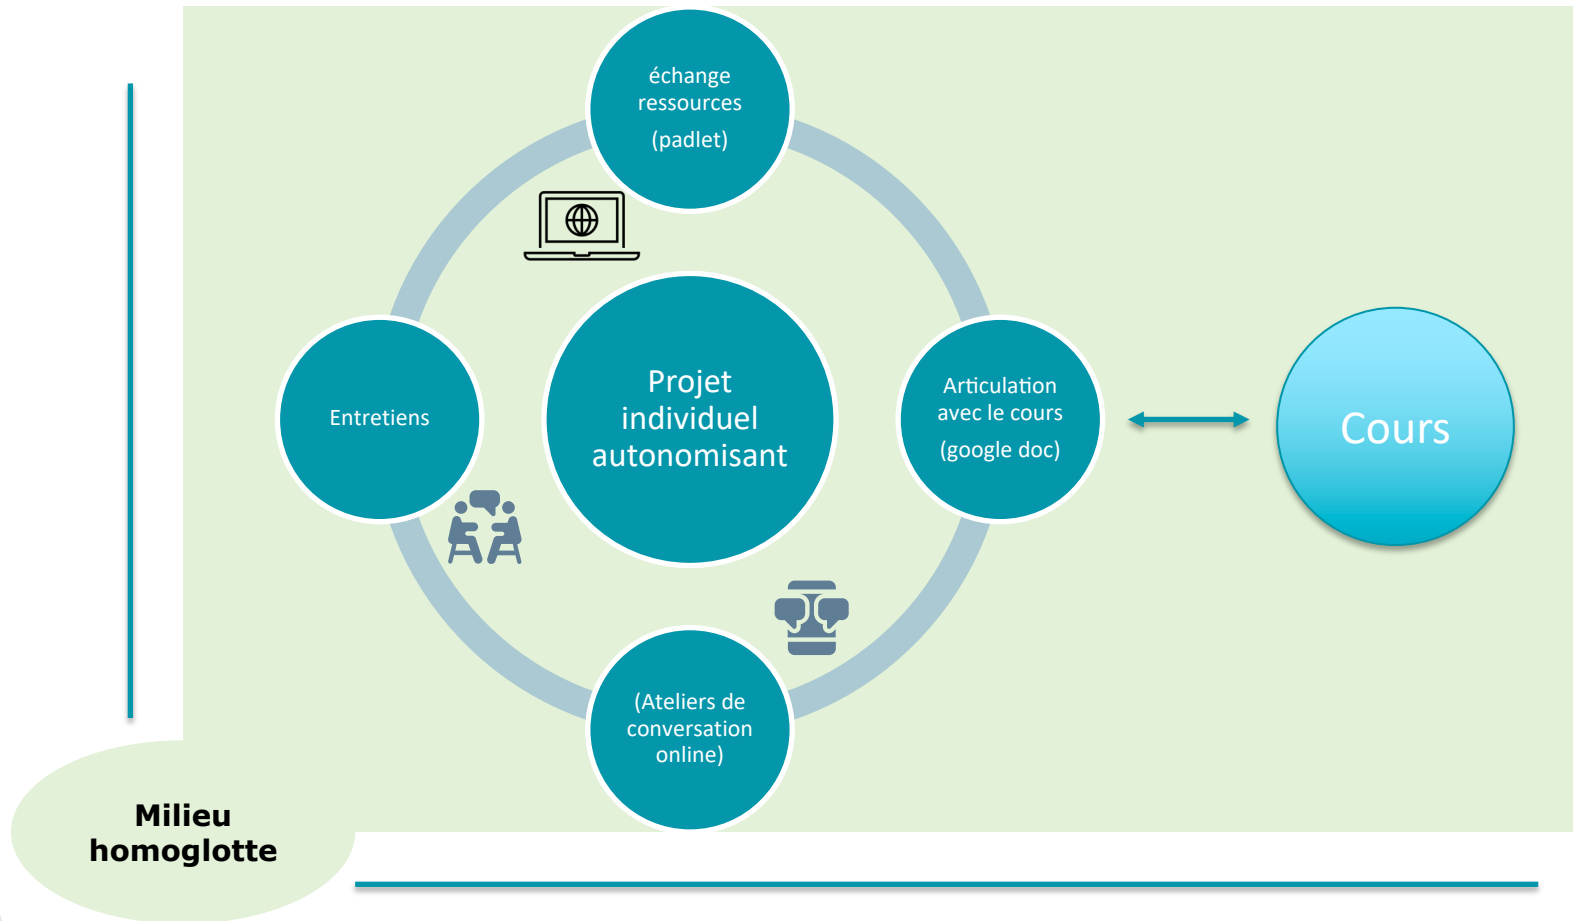 échange
ressources
(padlet)
Entretiens
Projet
individuel
autonomisant
Articulation
avec le cours
(google doc)
Cours
(Ateliers de
conversation
online)
Milieu
homoglotte